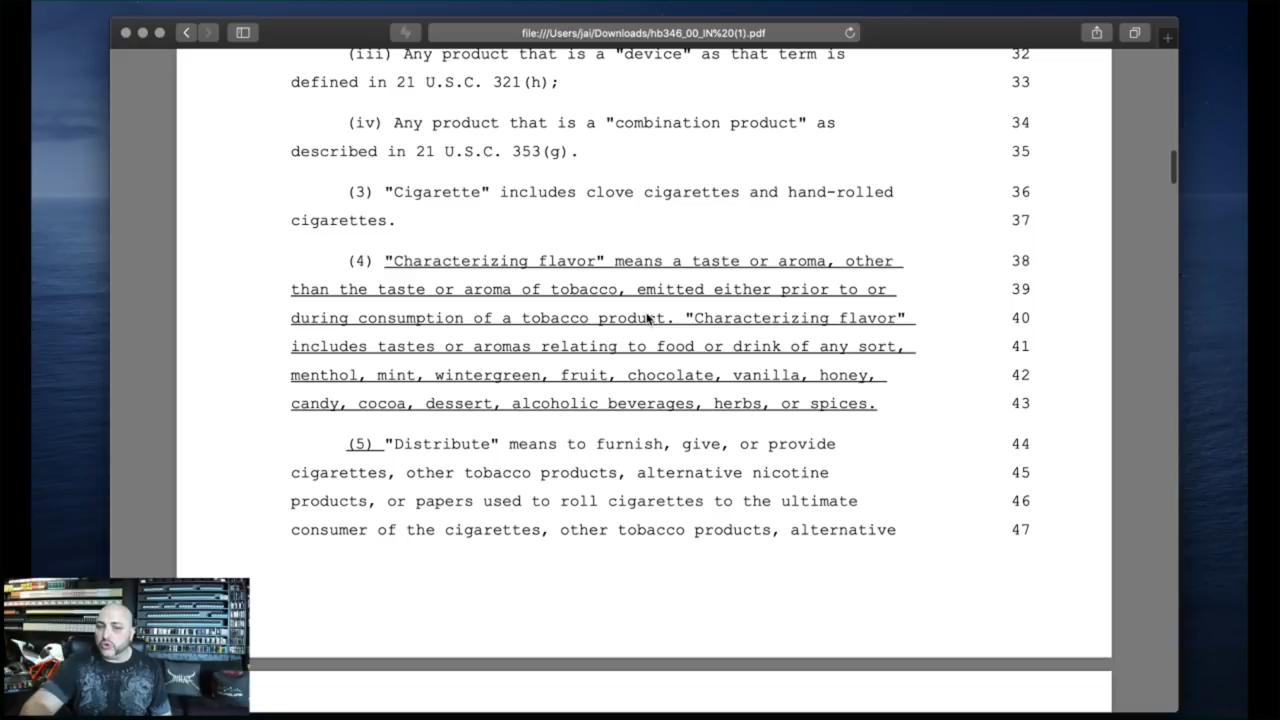 file:///Users/jai/Downloads/hb346_00_IN%20(1).pdf
(iii) Any product that is a "device" as that term is 32
defined in 21 U.S.C. 321(h); 33
(iv) Any product that is a "combination product" as 34
described in 21 U.S.C. 353(g). 35
(3) "Cigarette" includes clove cigarettes and hand-rolled 36
cigarettes. 37
(4) "Characterizing flavor" means a taste or aroma, other 38
than the taste or aroma of tobacco, emitted either prior to or 39
during consumption of a tobacco product. "Characterizing flavor" 40
includes tastes or aromas relating to food or drink of any sort, 41
menthol, mint, wintergreen, fruit, chocolate, vanilla, honey, 42
candy, cocoa, dessert, alcoholic beverages, herbs, or spices. 43
(5) "Distribute" means to furnish, give, or provide 44
cigarettes, other tobacco products, alternative nicotine 45
products, or papers used to roll cigarettes to the ultimate 46
consumer of the cigarettes, other tobacco products, alternative 47